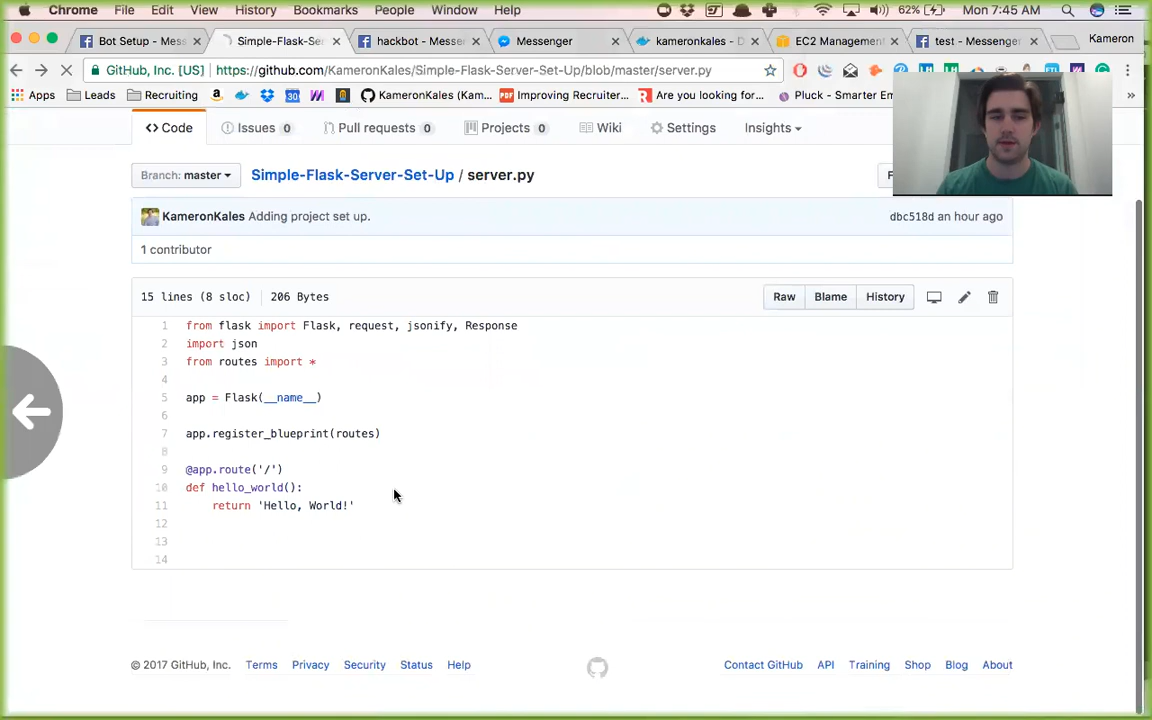 Chrome File Edit View History Bookmarks People Window Help 62% Mon 7:45 AM
Bot Setup - Mess Simple-Flask-Ser hackbot - Messe Messenger kameronkales - D EC2 Managemen test - Messenge Kameron
GitHub, Inc. [US] https://github.com/KameronKales/Simple-Flask-Server-Set-Up/blob/master/server.py
Apps Leads Recruiting 30 KameronKales (Kam... Improving Recruiter... Are you looking for... Pluck - Smarter Em
Code Issues 0 Pull requests 0 Projects 0 Wiki Settings Insights
Branch: master Simple-Flask-Server-Set-Up / server.py F
KameronKales Adding project set up. dbc518d an hour ago
1 contributor
15 lines (8 sloc) 206 Bytes Raw Blame History
1 from flask import Flask, request, jsonify, Response
2 import json
3 from routes import *
4
5 app = Flask(__name__)
6
7 app.register_blueprint(routes)
8
9 @app.route('/')
10 def hello_world():
11 return 'Hello, World!'
12
13
14
© 2017 GitHub, Inc. Terms Privacy Security Status Help Contact GitHub API Training Shop Blog About